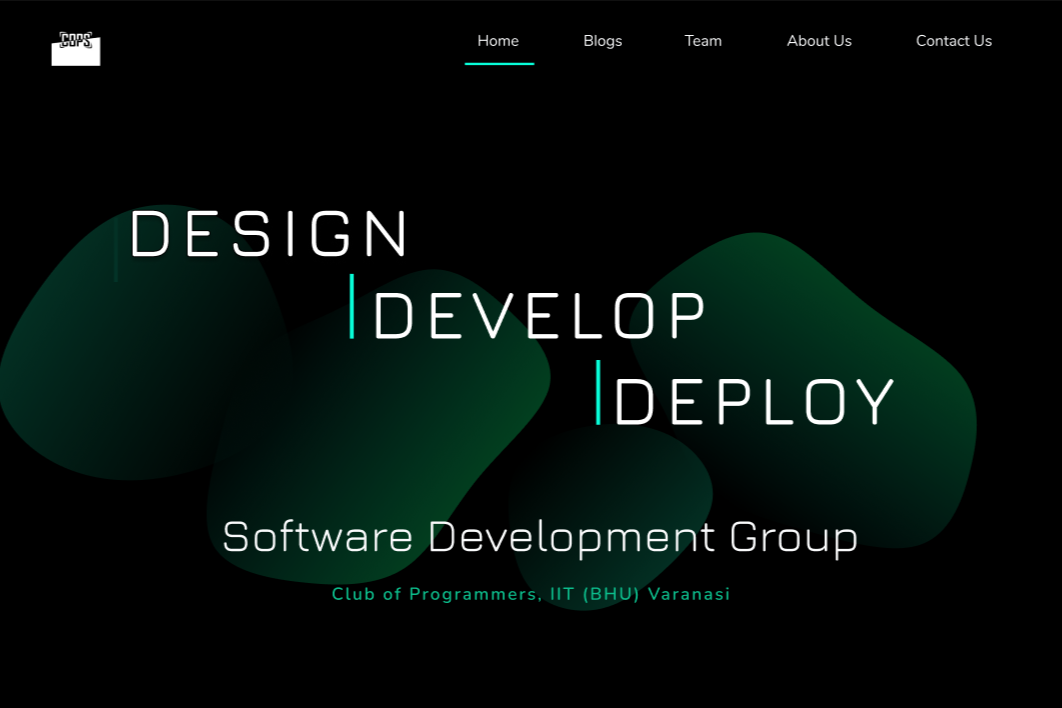 COPS
Home Blogs Team About Us Contact Us
DESIGN
DEVELOP
DEPLOY
Software Development Group
Club of Programmers, IIT (BHU) Varanasi